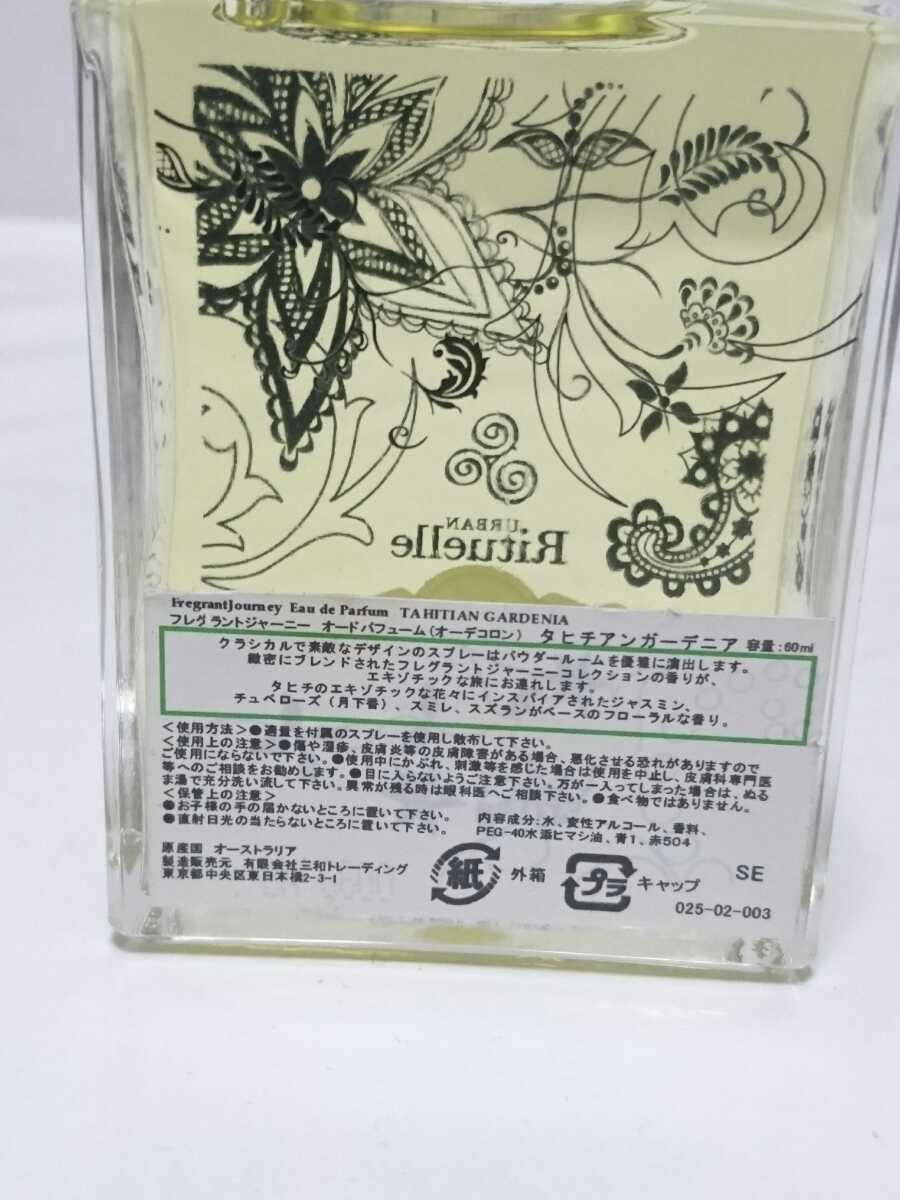 URBAN
Rituelle
FregrantJourney Eau de Parfum TAHITIAN GARDENIA
フレグラントジャーニー オードパフューム(オーデコロン) タヒチアンガーデニア 容量:60ml
クラシカルで素敵なデザインのスプレーはパウダールームを優雅に演出します。
緻密にブレンドされたフレグラントジャーニーコレクションの香りが、
エキゾチックな旅にお連れします。
タヒチのエキゾチックな花々にインスパイアされたジャスミン、
チュベローズ(月下香)、スミレ、スズランがベースのフローラルな香り。
<使用方法>●適量を付属のスプレーを使用し散布して下さい。
<使用上の注意>●傷や湿疹、皮膚炎等の皮膚障害がある場合、悪化させる恐れがありますので
ご使用にならないで下さい。●使用中にかぶれ、刺激等を感じた場合は使用を中止し、皮膚科専門医
等へのご相談をお勧めします。●目に入らないようご注意下さい。万が一入ってしまった場合は、ぬる
ま湯で充分洗い流して下さい。異常が残る時は眼科医へご相談下さい。●食べ物ではありません。
<保管上の注意>
●お子様の手の届かないところに置いて下さい。
●直射日光の当たらないところに置いて下さい。
内容成分:水、変性アルコール、香料、
PEG-40水添ヒマシ油、青1、赤504
原産国 オーストラリア
製造販売元 有限会社三和トレーディング
東京都中央区東日本橋2-3-1
紙 外箱
プラ キャップ
SE
025-02-003